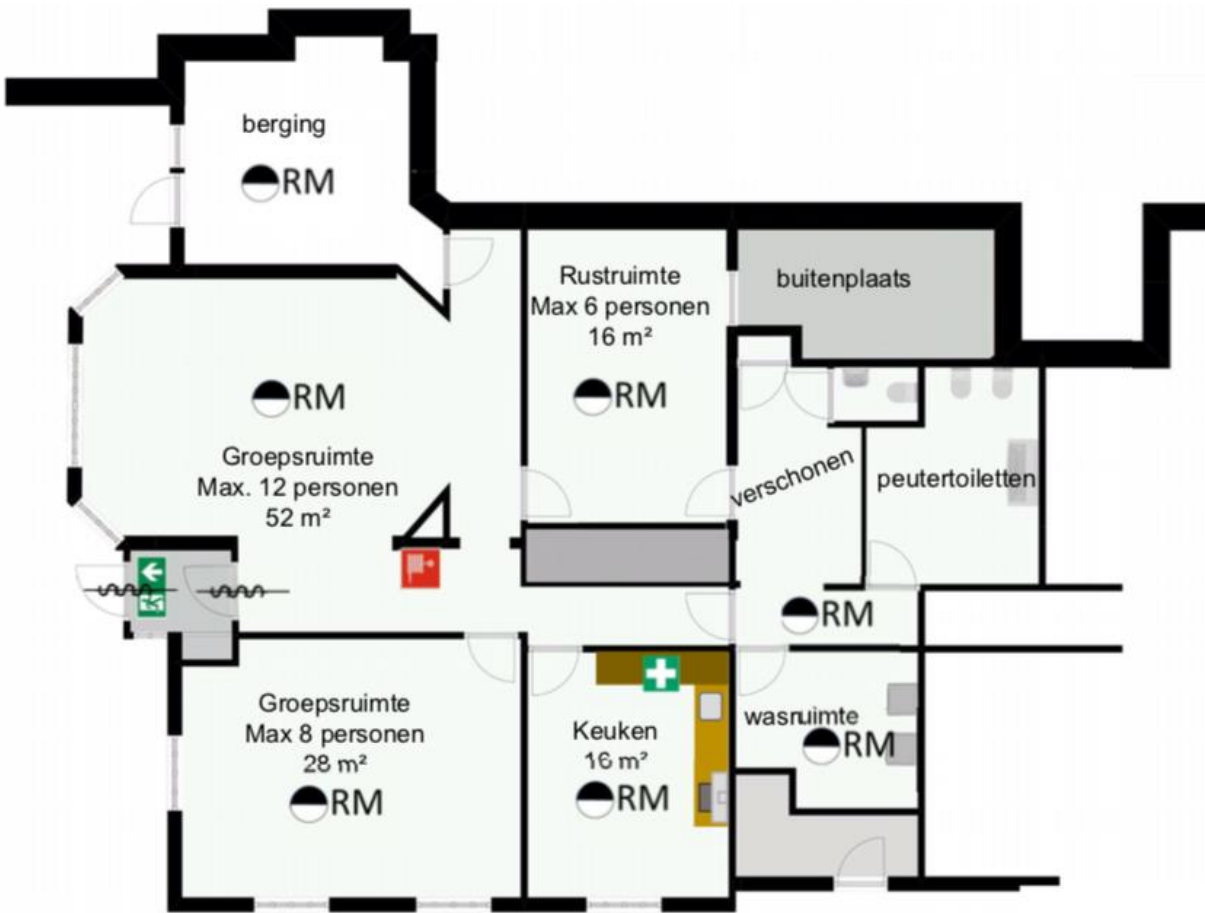 berging
RM
Rustruimte
Max 6 personen
16 m²
RM
buitenplaats
RM
Groepsruimte
Max. 12 personen
52 m²
verschonen
peutertoiletten
RM
Groepsruimte
Max 8 personen
28 m²
RM
Keuken
16 m²
RM
wasruimte
RM